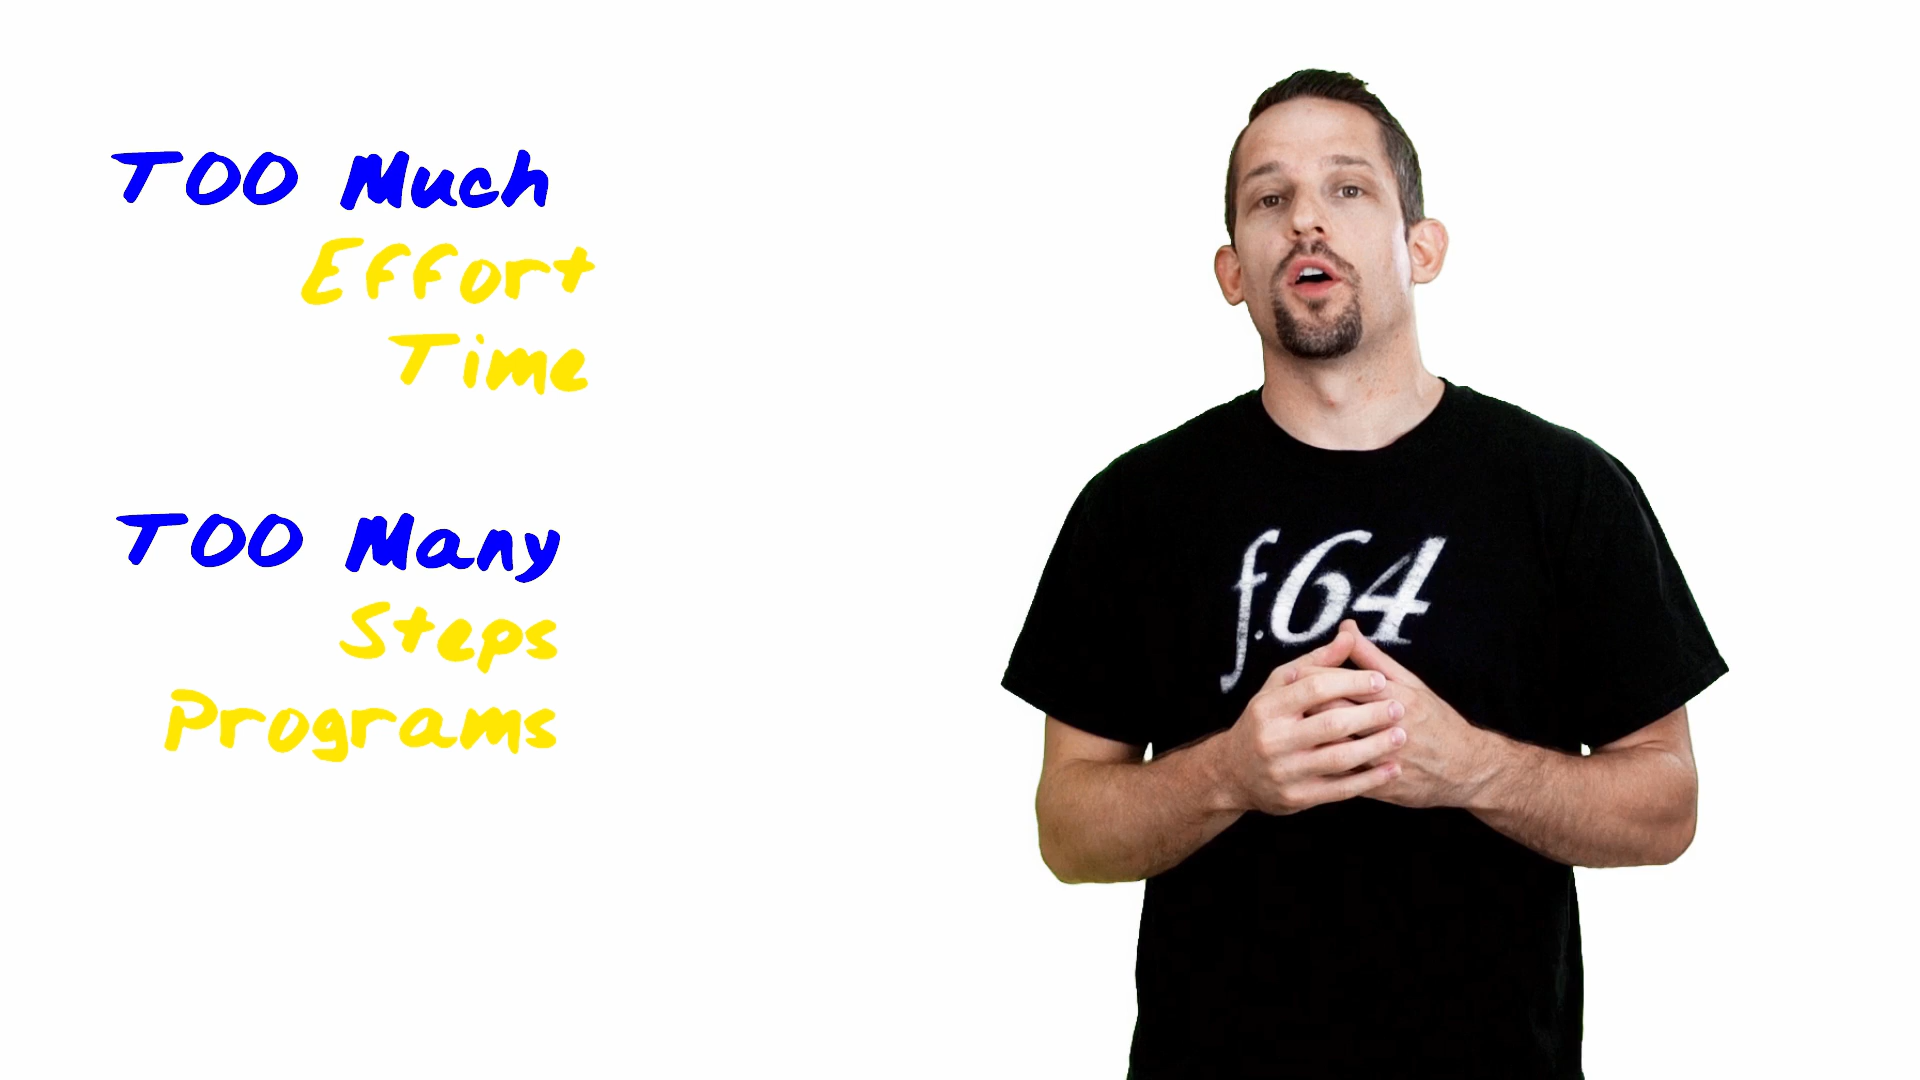 TOO Much
Effort
Time
TOO Many
Steps
Programs
f.64